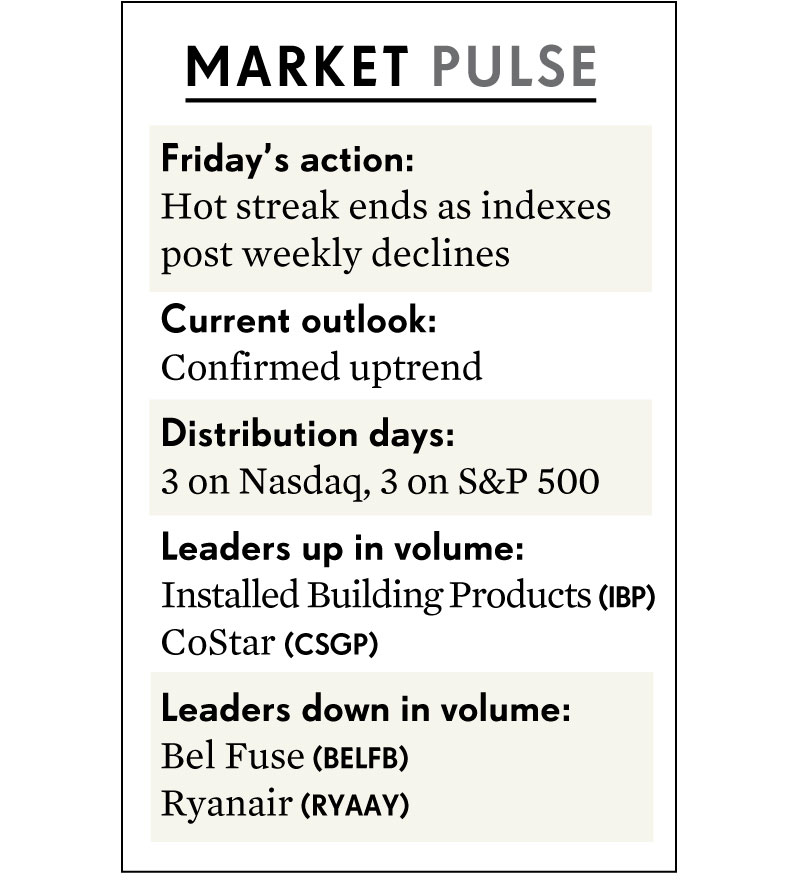 MARKET PULSE
Friday’s action:
Hot streak ends as indexes
post weekly declines
Current outlook:
Confirmed uptrend
Distribution days:
3 on Nasdaq, 3 on S&P 500
Leaders up in volume:
Installed Building Products (IBP)
CoStar (CSGP)
Leaders down in volume:
Bel Fuse (BELFB)
Ryanair (RYAAY)